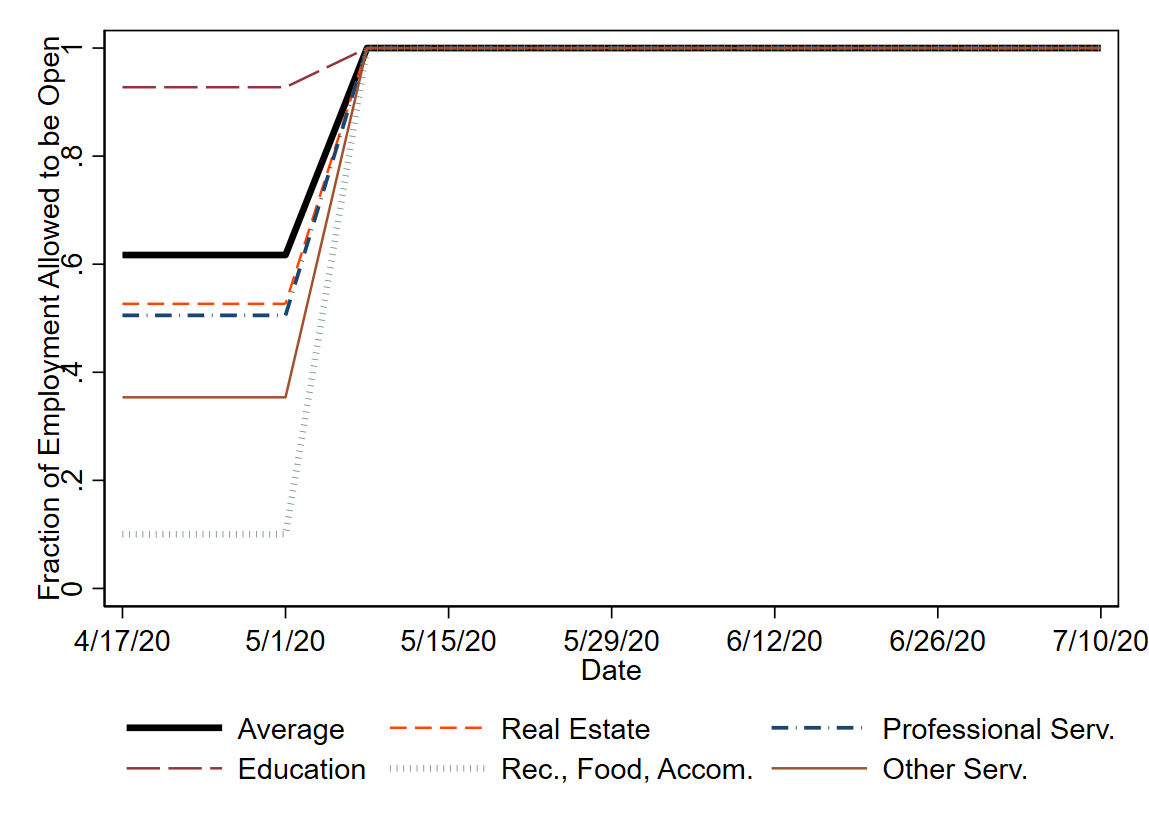 Fraction of Employment Allowed to be Open
1
.8
.6
.4
.2
0
4/17/20 5/1/20 5/15/20 5/29/20 6/12/20 6/26/20 7/10/20
Date
Average Real Estate Professional Serv.
Education Rec., Food, Accom. Other Serv.